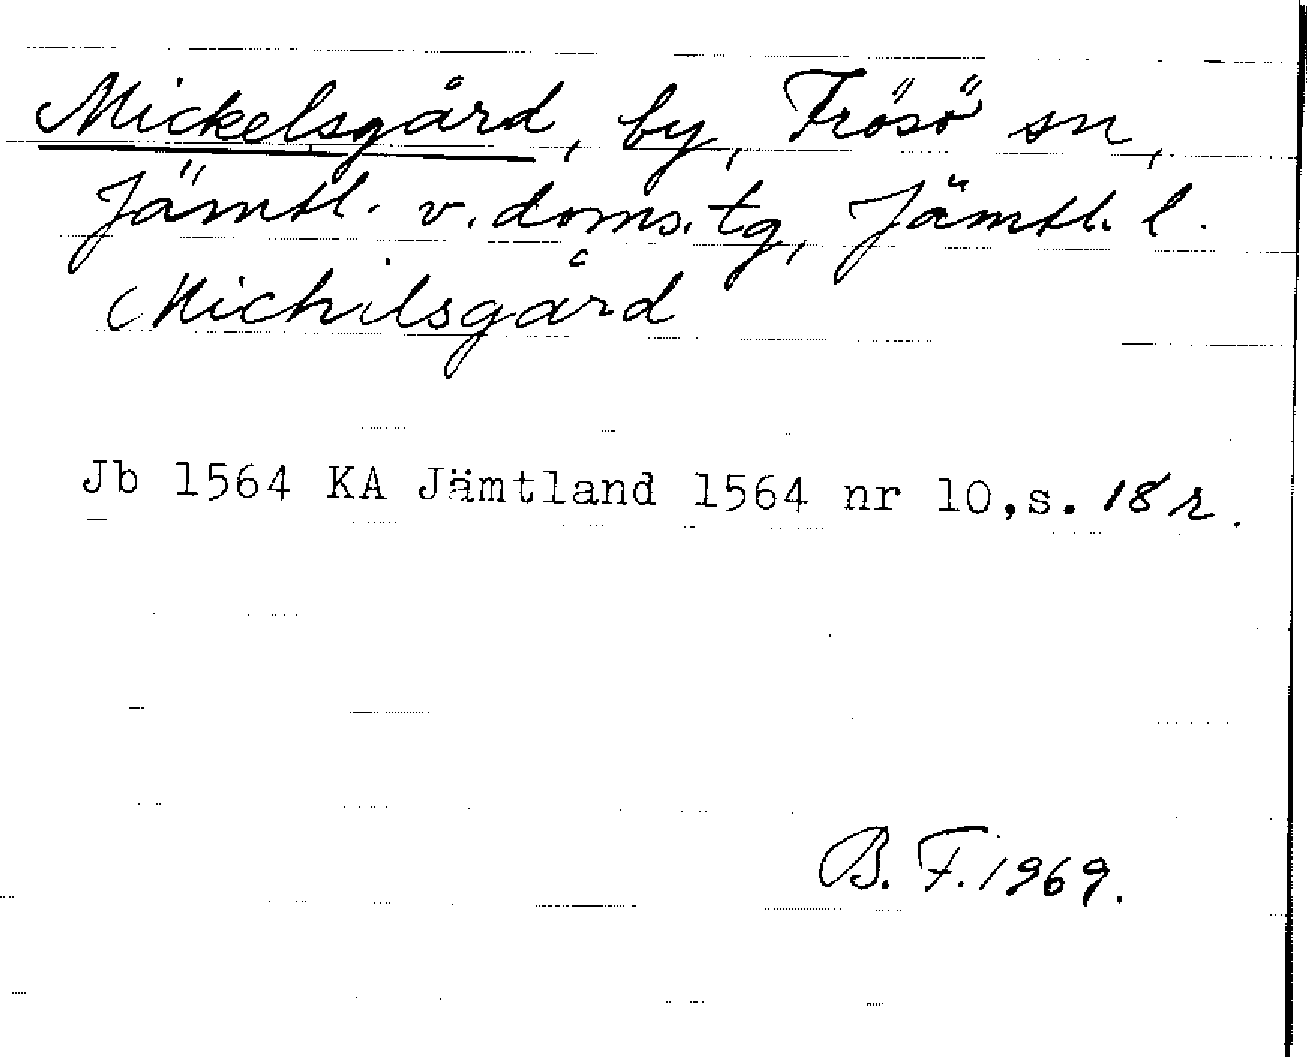 Mickelsgård, by, Frösö sn,
Jämtl. v. doms. tg, Jämtl. l.
Michilsgård
Jb 1564 KA Jämtland 1564 nr 10,s. 18 r.
B. F. 1969.